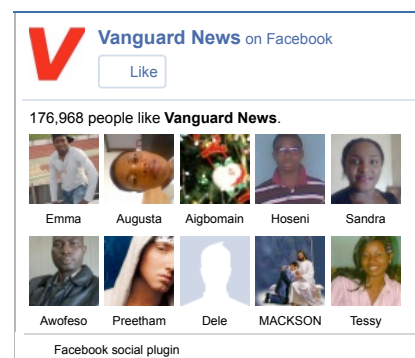 Vanguard News on Facebook
Like
176,968 people like Vanguard News.
Emma Augusta Aigbomain Hoseni Sandra
Awofeso Preetham Dele MACKSON Tessy
Facebook social plugin